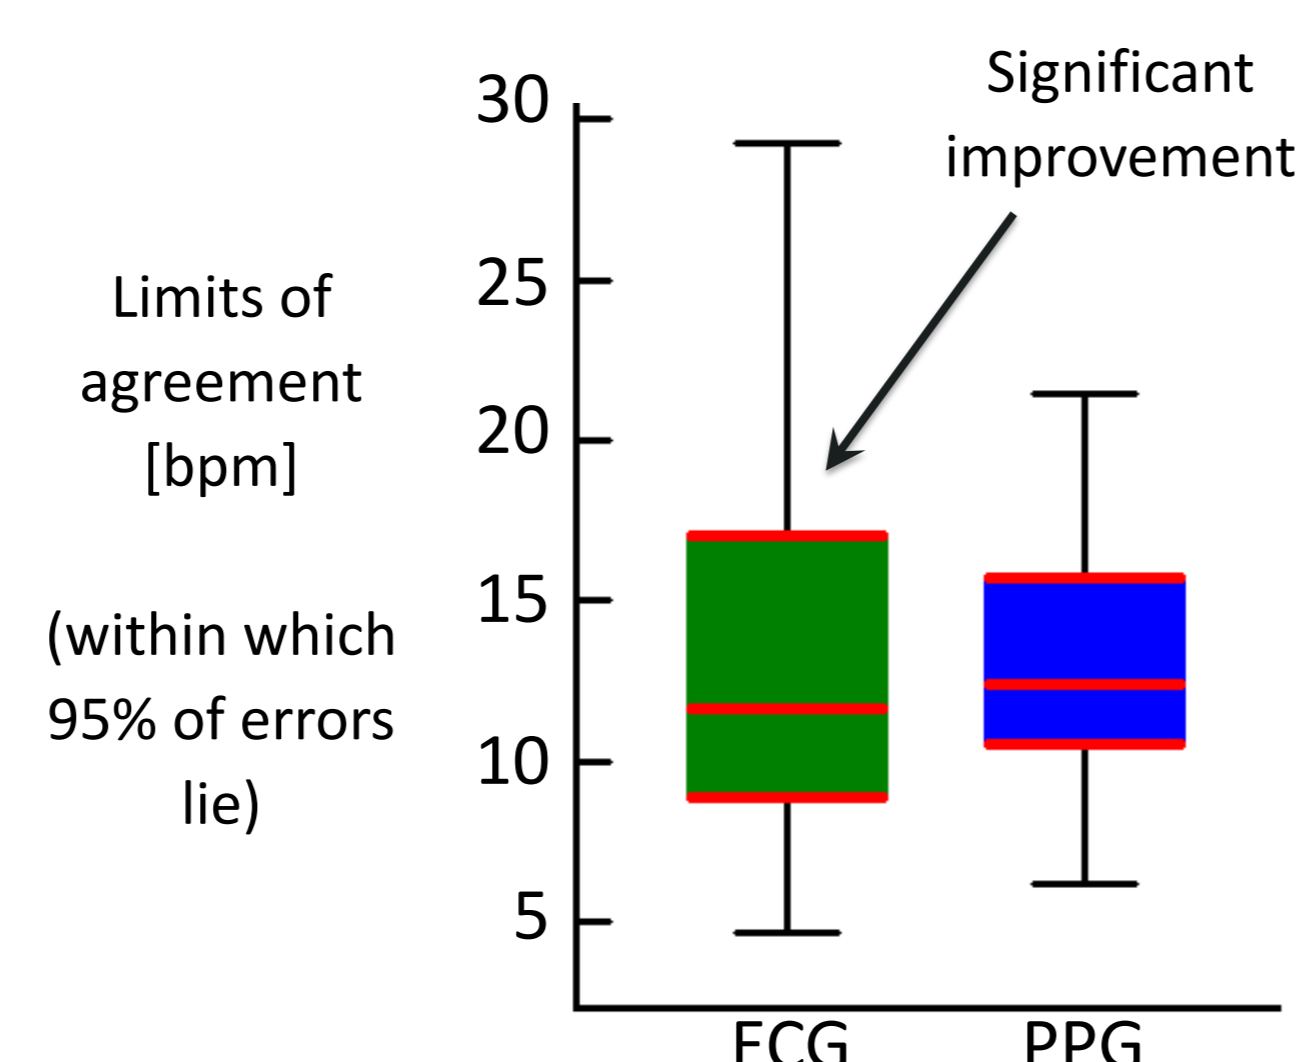 Significant
improvement
30
25
20
15
10
5
Limits of
agreement
[bpm]
(within which
95% of errors
lie)
ECG
PPG